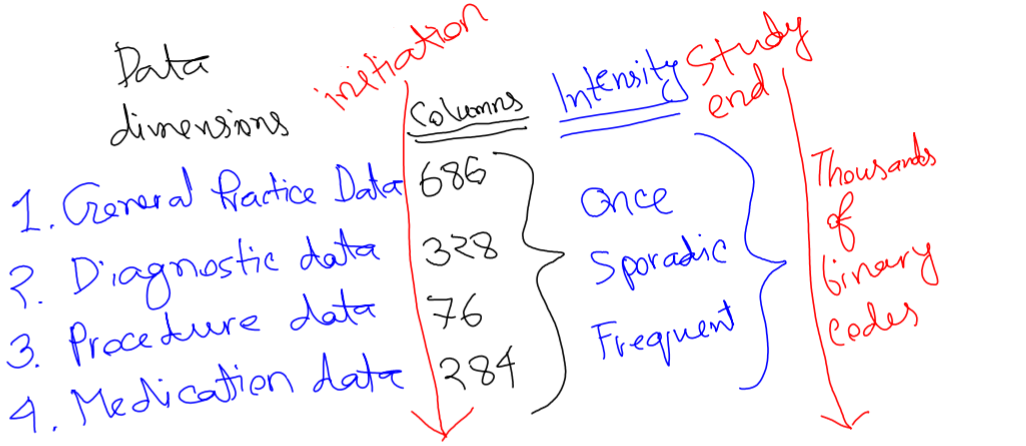 Data dimensions
initiation
Columns
Intensity
Study end
1. General Practice Data 686
2. Diagnostic data 328
3. Procedure data 76
4. Medication data 284
Once
Sporadic
Frequent
Thousands
of
binary
codes